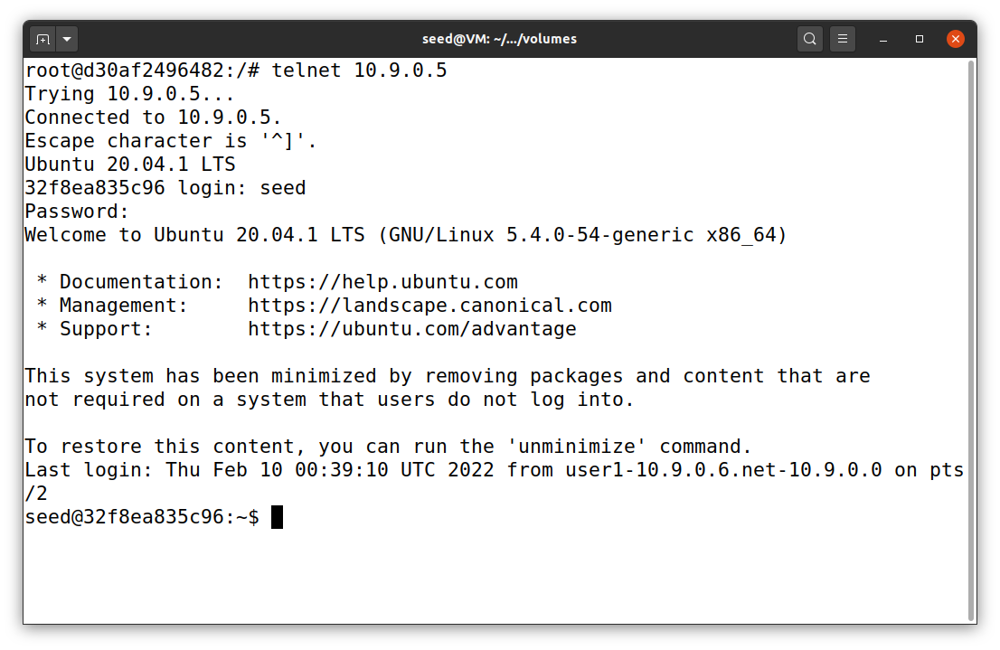 seed@VM: ~/.../volumes
root@d30af2496482:/# telnet 10.9.0.5
Trying 10.9.0.5...
Connected to 10.9.0.5.
Escape character is '^]'.
Ubuntu 20.04.1 LTS
32f8ea835c96 login: seed
Password:
Welcome to Ubuntu 20.04.1 LTS (GNU/Linux 5.4.0-54-generic x86_64)

 * Documentation:  https://help.ubuntu.com
 * Management:     https://landscape.canonical.com
 * Support:        https://ubuntu.com/advantage

This system has been minimized by removing packages and content that are
not required on a system that users do not log into.

To restore this content, you can run the 'unminimize' command.
Last login: Thu Feb 10 00:39:10 UTC 2022 from user1-10.9.0.6.net-10.9.0.0 on pts
/2
seed@32f8ea835c96:~$